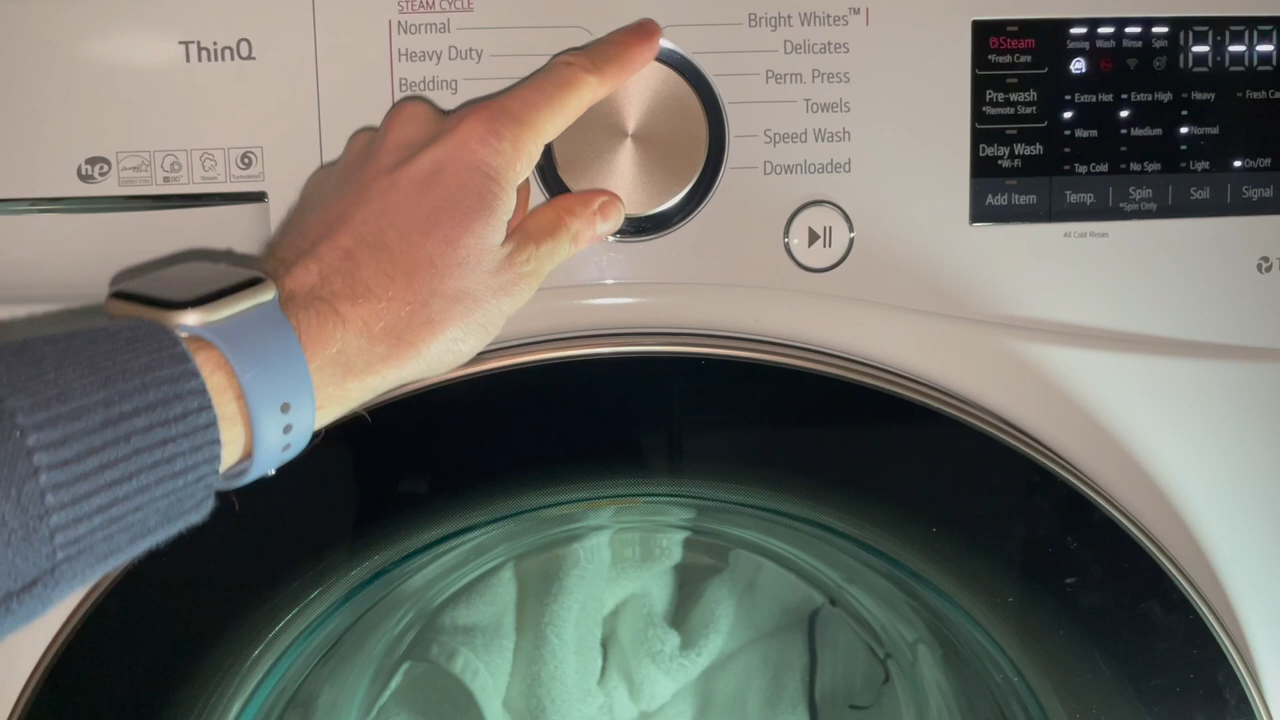 ThinQ
hp
STEAM CYCLE
Normal
Heavy Duty
Bedding
Bright Whites™
Delicates
Perm. Press
Towels
Speed Wash
Downloaded
Steam
*Fresh Care
Pre-wash
*Remote Start
Delay Wash
*Wi-Fi
Add Item
Sensing Wash Rinse Spin
Extra Hot Extra High Heavy Fresh Ca
Warm Medium Normal
Tap Cold No Spin Light On/Off
Temp. Spin Soil Signal
*Spin Only
All Cold Rinses